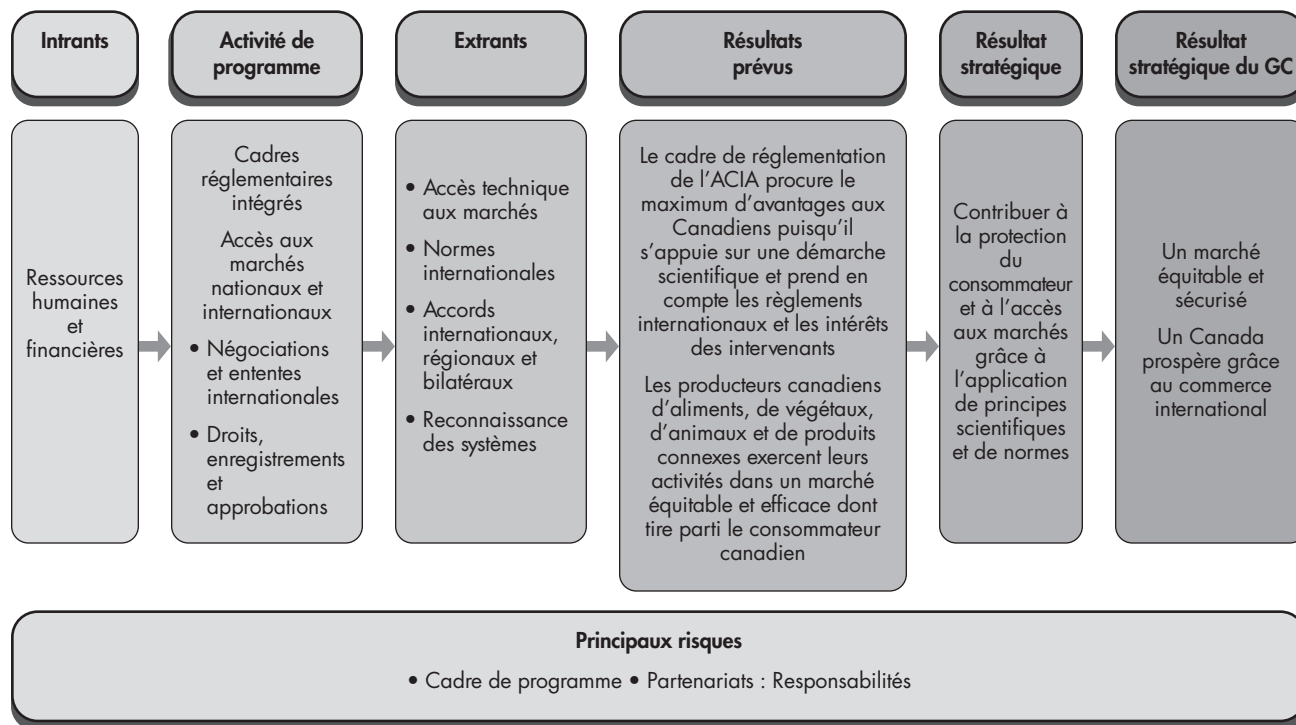 Intrants
Activité de
programme
Extrants
Résultats
prévus
Résultat
stratégique
Résultat
stratégique du GC
Ressources
humaines
et
financières
Cadres
réglementaires
intégrés
Accès aux
marchés
nationaux et
internationaux
• Négociations
et ententes
internationales
• Droits,
enregistrements
et
approbations
• Accès technique
aux marchés
• Normes
internationales
• Accords
internationaux,
régionaux et
bilatéraux
• Reconnaissance
des systèmes
Le cadre de réglementation
de l’ACIA procure le
maximum d’avantages aux
Canadiens puisqu’il
s’appuie sur une démarche
scientifique et prend en
compte les règlements
internationaux et les intérêts
des intervenants
Les producteurs canadiens
d’aliments, de végétaux,
d’animaux et de produits
connexes exercent leurs
activités dans un marché
équitable et efficace dont
tire parti le consommateur
canadien
Contribuer à
la protection
du
consommateur
et à l’accès
aux marchés
grâce à
l’application
de principes
scientifiques
et de normes
Un marché
équitable et
sécurisé
Un Canada
prospère grâce
au commerce
international
Principaux risques
• Cadre de programme • Partenariats : Responsabilités